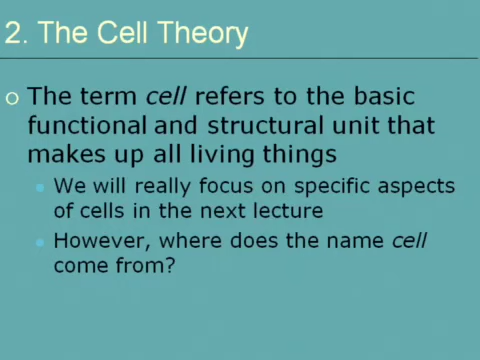 2. The Cell Theory
The term cell refers to the basic
functional and structural unit that
makes up all living things
We will really focus on specific aspects
of cells in the next lecture
However, where does the name cell
come from?